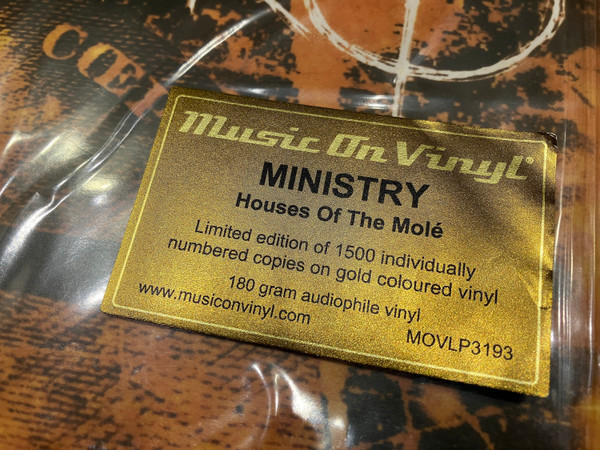 Music On Vinyl®
MINISTRY
Houses Of The Molé
Limited edition of 1500 individually
numbered copies on gold coloured vinyl
180 gram audiophile vinyl
www.musiconvinyl.com
MOVLP3193